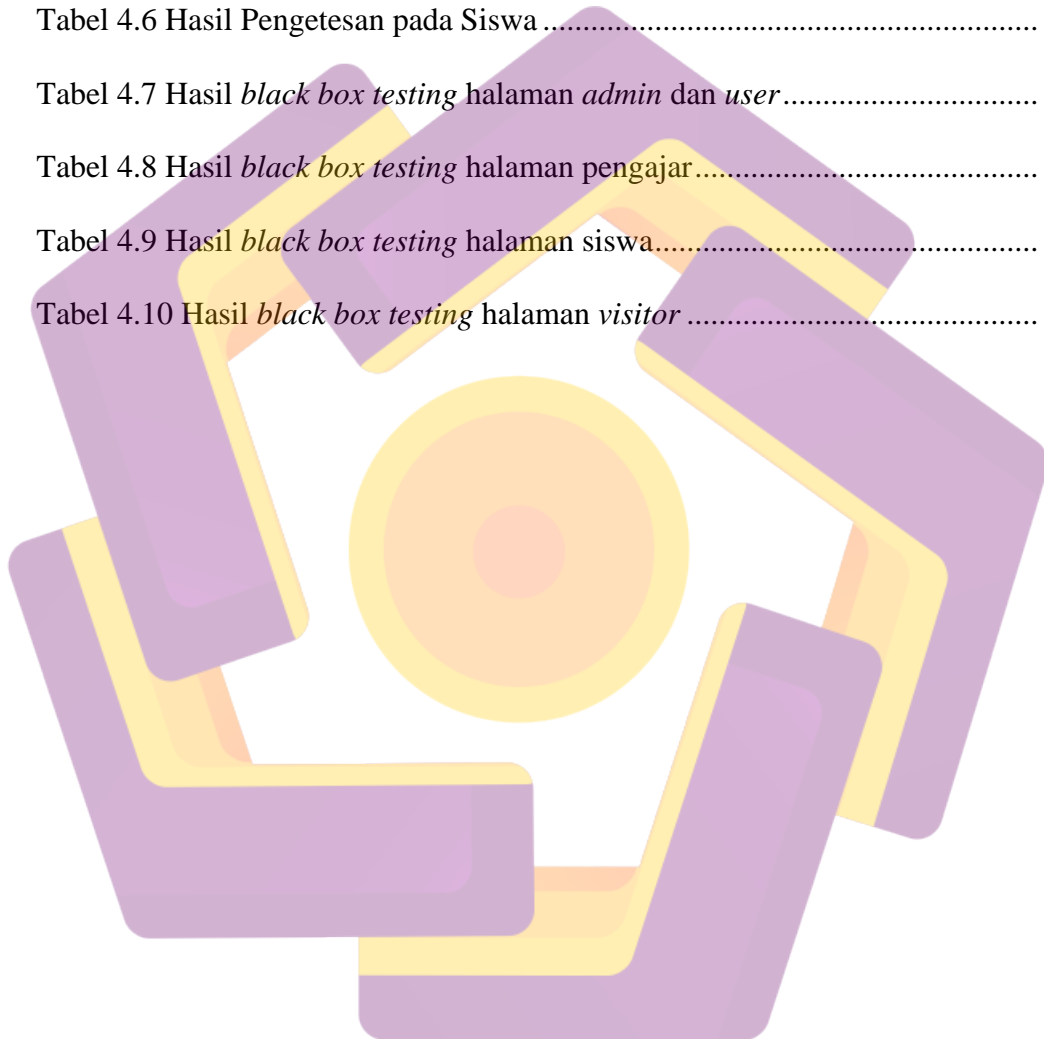 Tabel 4.6 Hasil Pengetesan pada Siswa ............................................................
Tabel 4.7 Hasil black box testing halaman admin dan user ..................................
Tabel 4.8 Hasil black box testing halaman pengajar .............................................
Tabel 4.9 Hasil black box testing halaman siswa ..................................................
Tabel 4.10 Hasil black box testing halaman visitor ..............................................